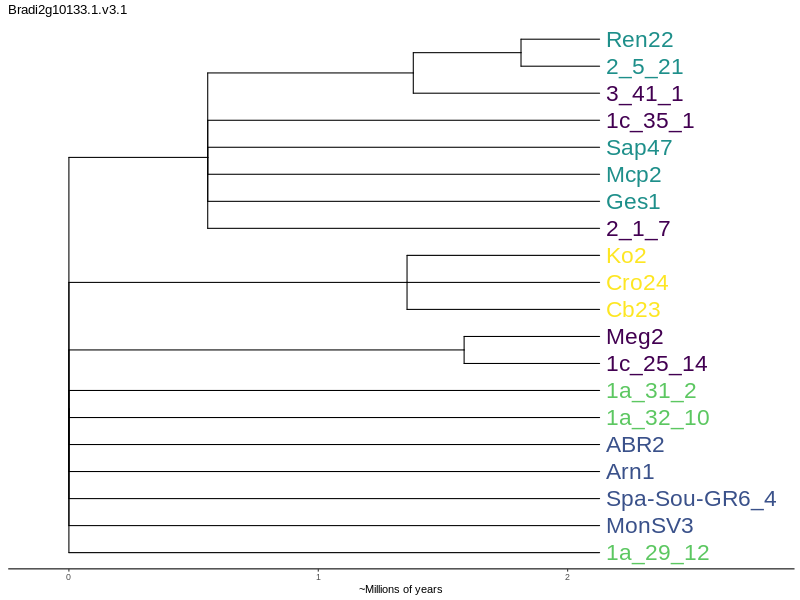 Bradi2g10133.1.v3.1
Ren22
2_5_21
3_41_1
1c_35_1
Sap47
Mcp2
Ges1
2_1_7
Ko2
Cro24
Cb23
Meg2
1c_25_14
1a_31_2
1a_32_10
ABR2
Arn1
Spa-Sou-GR6_4
MonSV3
1a_29_12
0 1 2
~Millions of years